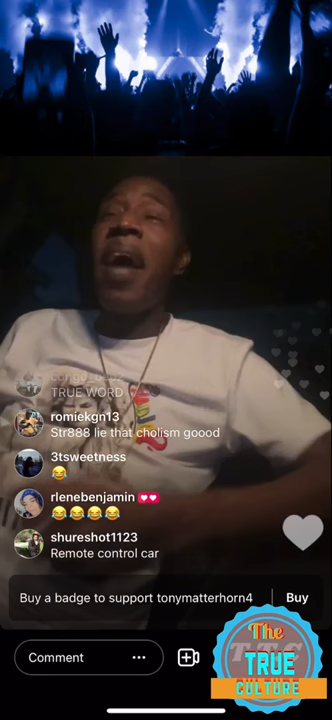 TRUE WORD
romiekgn13
Str888 lie that cholism goood
3tsweetness
😂
rlenebenjamin
😂😂😂😂
shureshot1123
Remote control car
Buy a badge to support tonymatterhorn4
Buy
Comment
The
TRUE
CULTURE